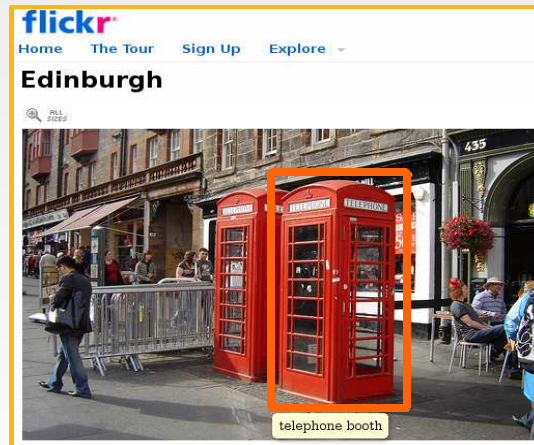 flickr
Home The Tour Sign Up Explore
Edinburgh
ALL
SIZES
TELEPHONE TELEPHONE TELEPHONE
435
telephone booth